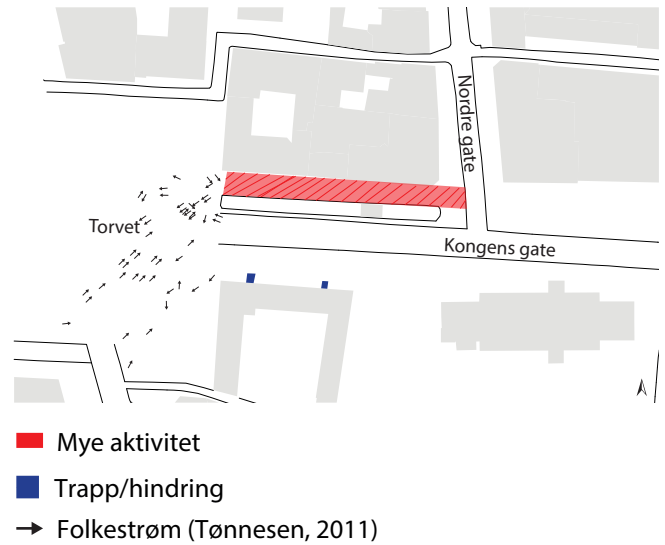 Nordre gate
Torvet
Kongens gate
Mye aktivitet
Trapp/hindring
Folkestrøm (Tønnesen, 2011)